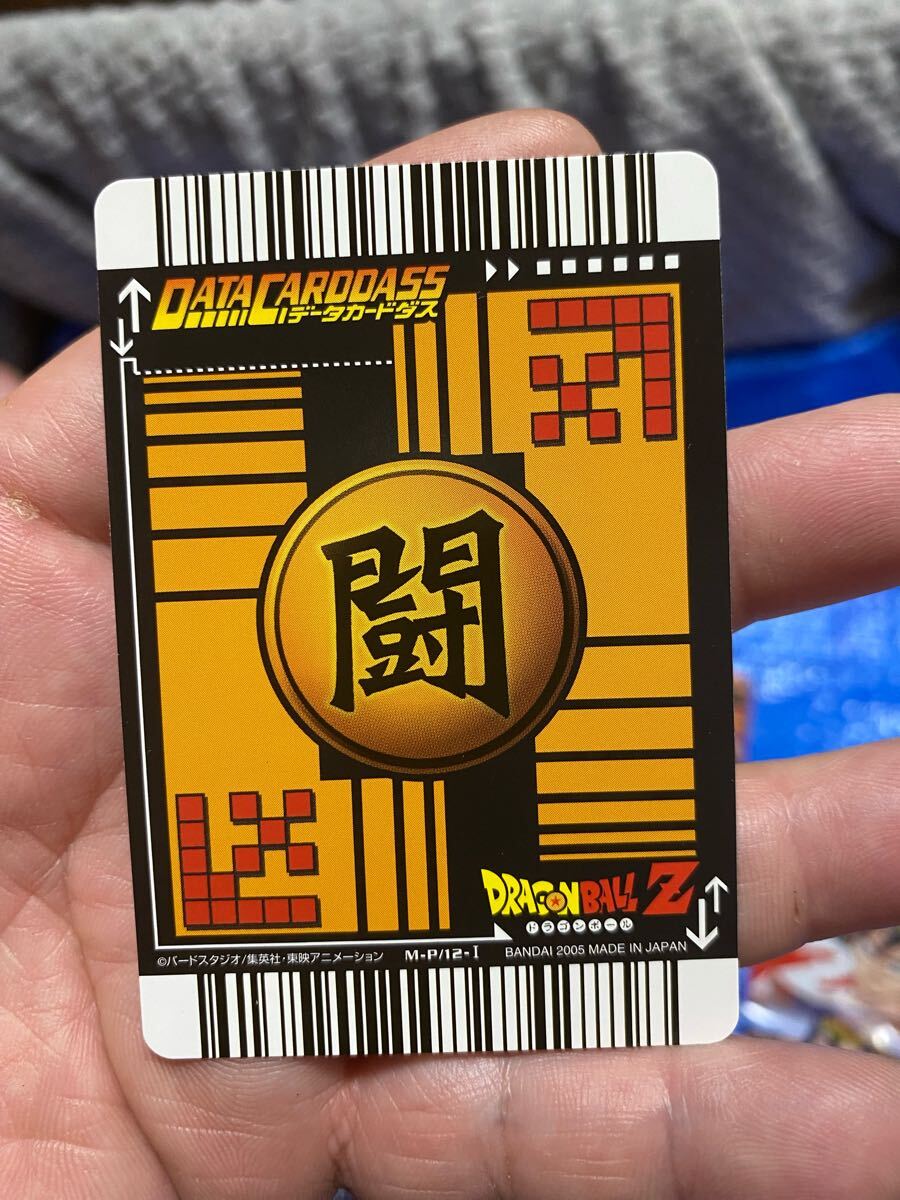 DATA CARDDASS
データカードダス
闘
DRAGON BALL Z
ドラゴンボール
©バードスタジオ/集英社・東映アニメーション M-P/12-I BANDAI 2005 MADE IN JAPAN